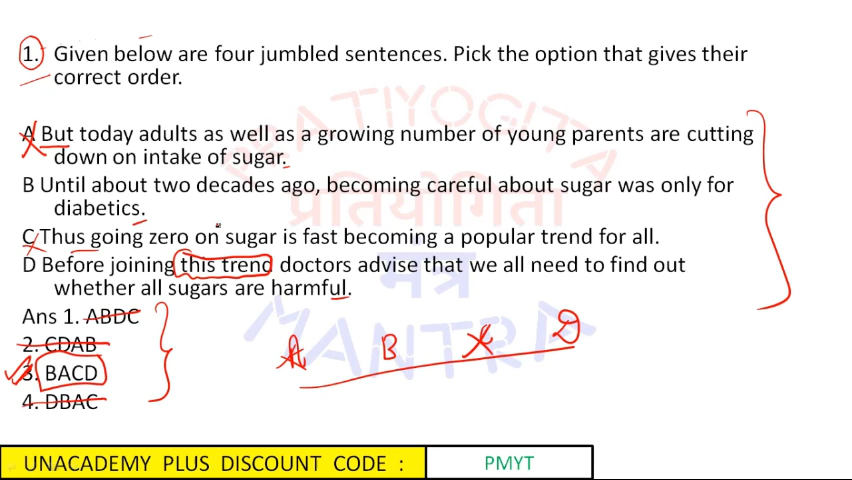 1. Given below are four jumbled sentences. Pick the option that gives their
correct order.
A But today adults as well as a growing number of young parents are cutting
down on intake of sugar.
B Until about two decades ago, becoming careful about sugar was only for
diabetics.
C Thus going zero on sugar is fast becoming a popular trend for all.
D Before joining this trend doctors advise that we all need to find out
whether all sugars are harmful.
Ans 1. ABDC
2. CDAB
3. BACD
4. DBAC
A B C D
PRATIYOGITA
प्रतियोगिता
मंत्र
MANTRA
UNACADEMY PLUS DISCOUNT CODE : PMYT